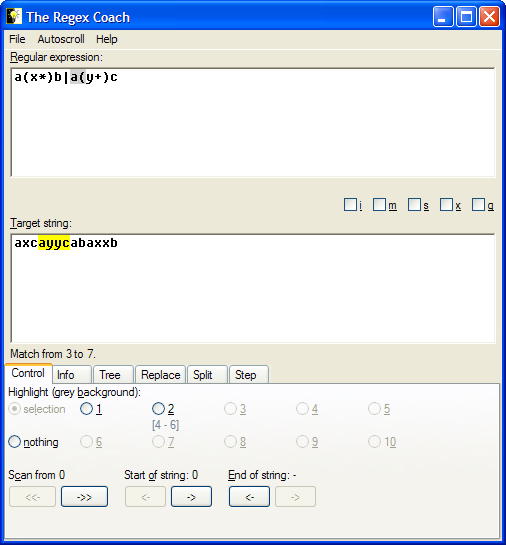 The Regex Coach
File Autoscroll Help
Regular expression:
a(x*)b|a(y+)c
i m s x g
Target string:
axcayycabaxxb
Match from 3 to 7.
Control Info Tree Replace Split Step
Highlight (grey background):
selection 1 2 3 4 5
[4 - 6]
nothing 6 7 8 9 10
Scan from 0 Start of string: 0 End of string: -
<<- ->> <- -> <- ->